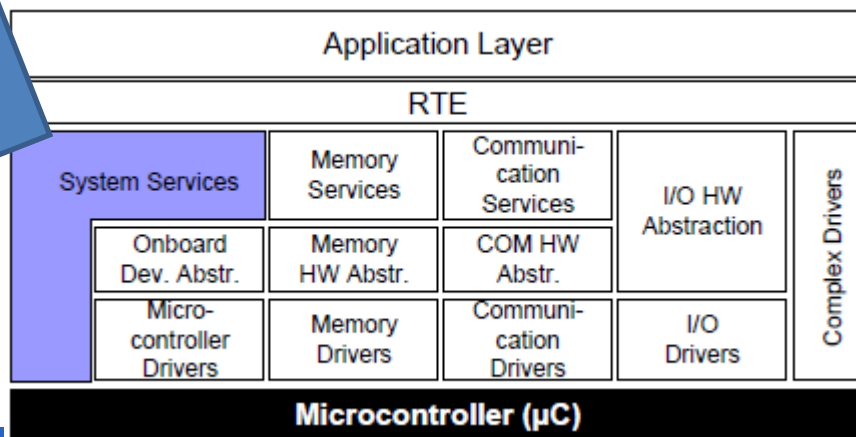 Application Layer
RTE
System Services
Memory
Services
Communi-
cation
Services
I/O HW
Abstraction
Complex Drivers
Onboard
Dev. Abstr.
Memory
HW Abstr.
COM HW
Abstr.
Micro-
controller
Drivers
Memory
Drivers
Communi-
cation
Drivers
I/O
Drivers
Microcontroller (µC)